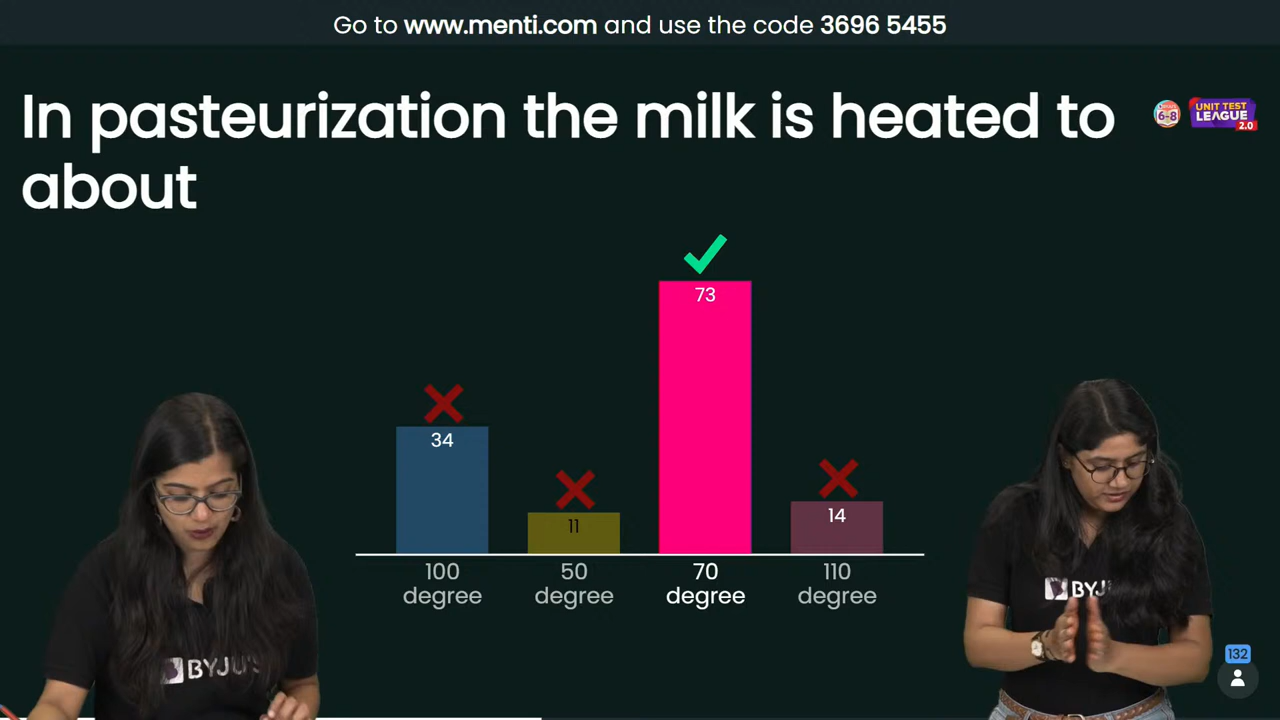 Go to www.menti.com and use the code 3696 5455
In pasteurization the milk is heated to
about
6-8
UNIT TEST
LEAGUE
2.0
73
34
11
14
100
degree
50
degree
70
degree
110
degree
BYJU'S
BYJU
132